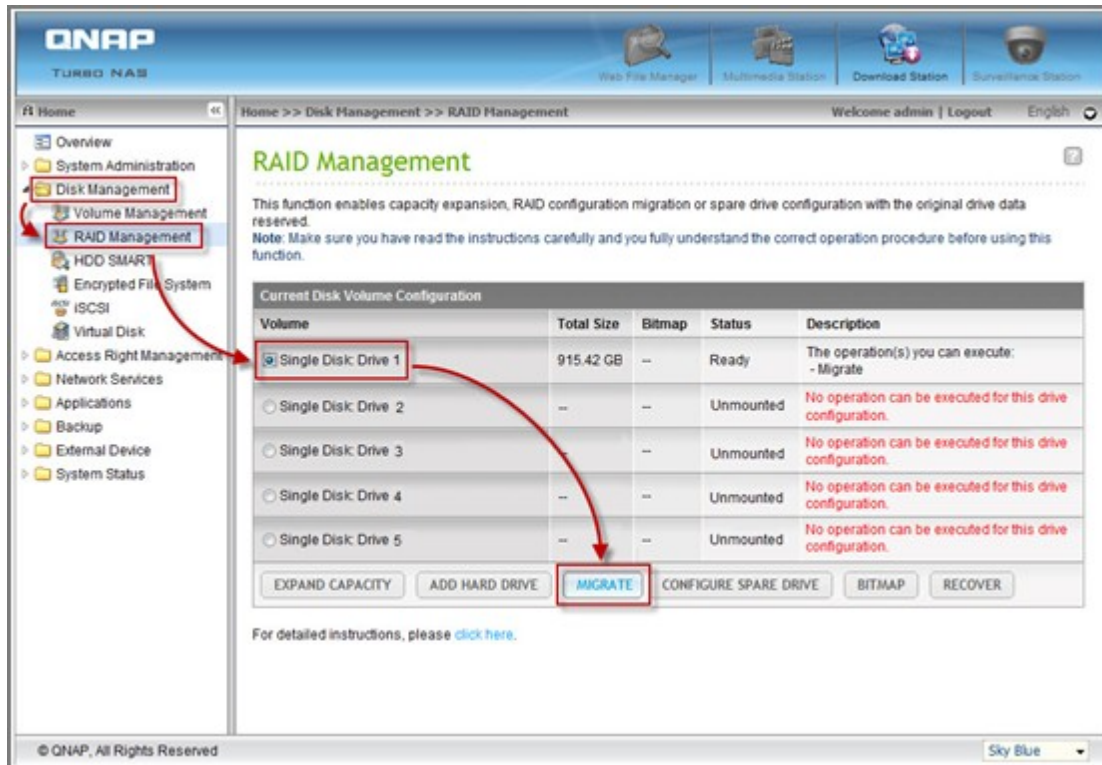 QNAP
TURBO NAS
Web File Manager
Multimedia Station
Download Station
Surveillance Station
Home
Home >> Disk Management >> RAID Management
Welcome admin | Logout
English
Overview
System Administration
Disk Management
Volume Management
RAID Management
HDD SMART
Encrypted File System
iSCSI
Virtual Disk
Access Right Management
Network Services
Applications
Backup
External Device
System Status
RAID Management
This function enables capacity expansion, RAID configuration migration or spare drive configuration with the original drive data
reserved.
Note: Make sure you have read the instructions carefully and you fully understand the correct operation procedure before using this
function.
Current Disk Volume Configuration
Volume Total Size Bitmap Status Description
Single Disk: Drive 1 915.42 GB -- Ready The operation(s) you can execute:
- Migrate
Single Disk: Drive 2 -- -- Unmounted No operation can be executed for this drive
configuration.
Single Disk: Drive 3 -- -- Unmounted No operation can be executed for this drive
configuration.
Single Disk: Drive 4 -- -- Unmounted No operation can be executed for this drive
configuration.
Single Disk: Drive 5 -- -- Unmounted No operation can be executed for this drive
configuration.
EXPAND CAPACITY ADD HARD DRIVE MIGRATE CONFIGURE SPARE DRIVE BITMAP RECOVER
For detailed instructions, please click here.
© QNAP, All Rights Reserved
Sky Blue